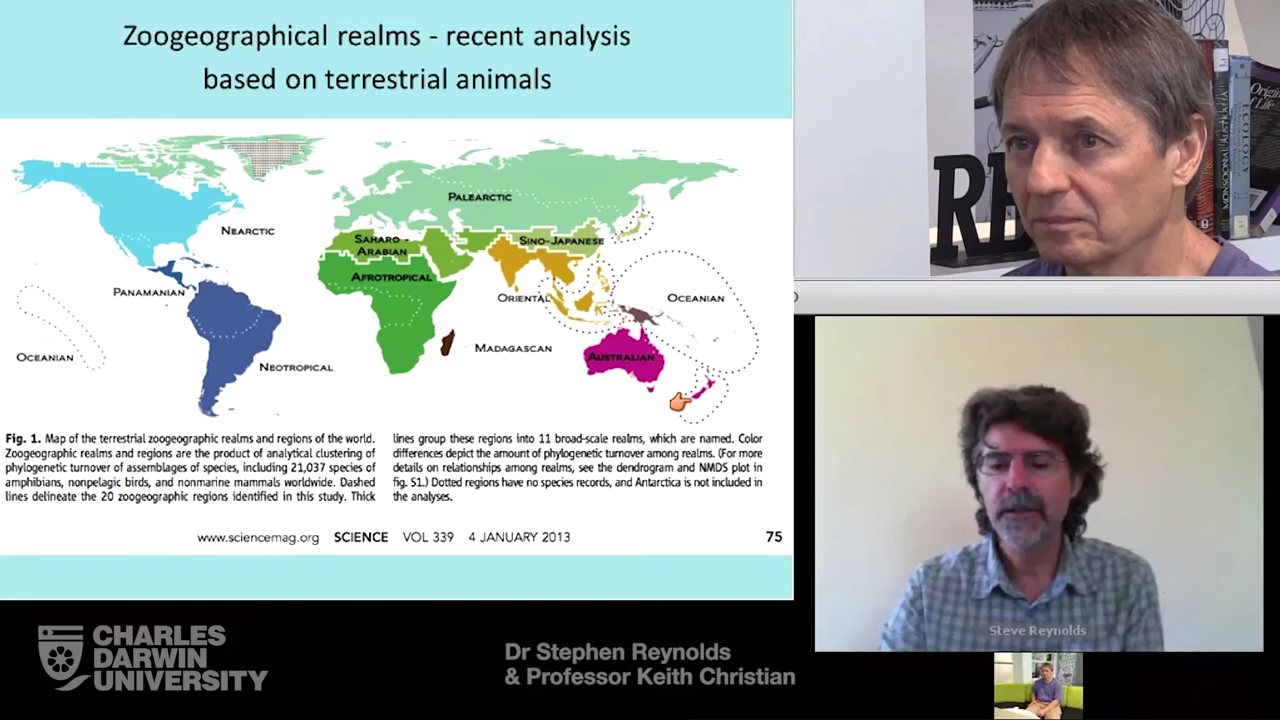 Zoogeographical realms - recent analysis
based on terrestrial animals
NEARCTIC
PALEARCTIC
SAHARO -
ARABIAN
SINO-JAPANESE
AFROTROPICAL
PANAMANIAN
ORIENTAL
OCEANIAN
OCEANIAN
NEOTROPICAL
MADAGASCAN
AUSTRALIAN
Fig. 1. Map of the terrestrial zoogeographic realms and regions of the world.
Zoogeographic realms and regions are the product of analytical clustering of
phylogenetic turnover of assemblages of species, including 21,037 species of
amphibians, nonpelagic birds, and nonmarine mammals worldwide. Dashed
lines delineate the 20 zoogeographic regions identified in this study. Thick
lines group these regions into 11 broad-scale realms, which are named. Color
differences depict the amount of phylogenetic turnover among realms. (For more
details on relationships among realms, see the dendrogram and NMDS plot in
fig. S1.) Dotted regions have no species records, and Antarctica is not included in
the analyses.
www.sciencemag.org SCIENCE VOL 339 4 JANUARY 2013 75
RE
ECOLOGY
Origin
of Life
Steve Reynolds
CHARLES
DARWIN
UNIVERSITY
Dr Stephen Reynolds
& Professor Keith Christian